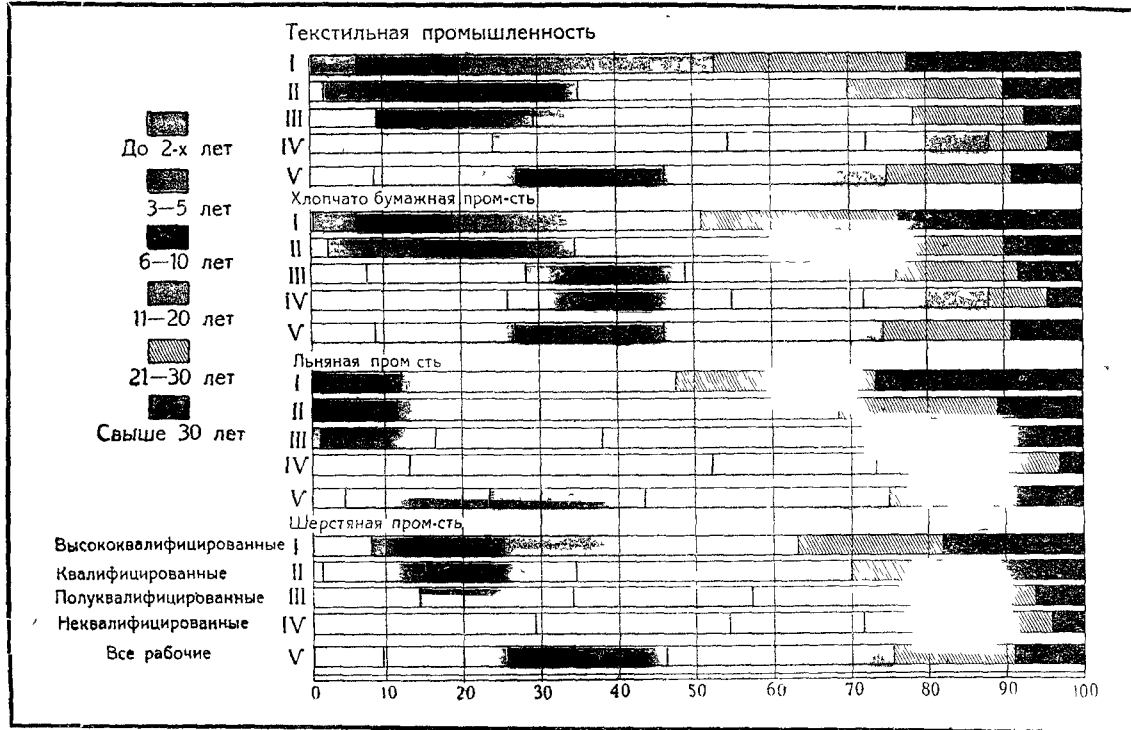 Текстильная промышленность
I
II
III
IV
V
До 2-х лет
3—5 лет
6—10 лет
11—20 лет
21—30 лет
Свыше 30 лет
Хлопчато бумажная пром-сть
I
II
III
IV
V
Льняная пром сть
I
II
III
IV
V
Шерстяная пром-сть
Высококвалифицированные I
Квалифицированные II
Полуквалифицированные III
Неквалифицированные IV
Все рабочие V
0 10 20 30 40 50 60 70 80 90 100